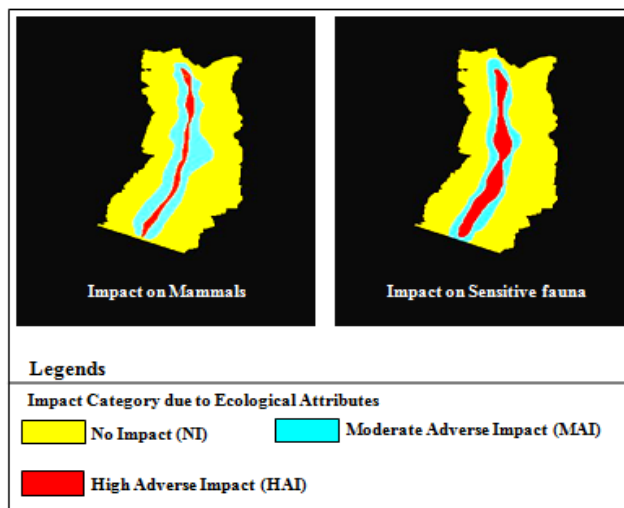 Impact on Mammals
Impact on Sensitive fauna
Legends
Impact Category due to Ecological Attributes
No Impact (NI)
Moderate Adverse Impact (MAI)
High Adverse Impact (HAI)